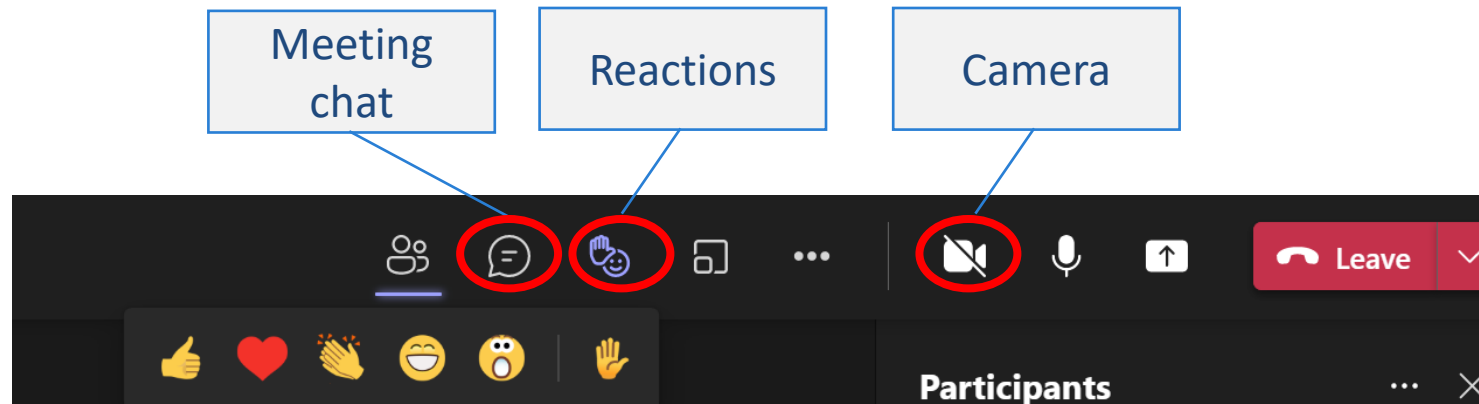 Meeting
chat
Reactions
Camera
Leave
Participants